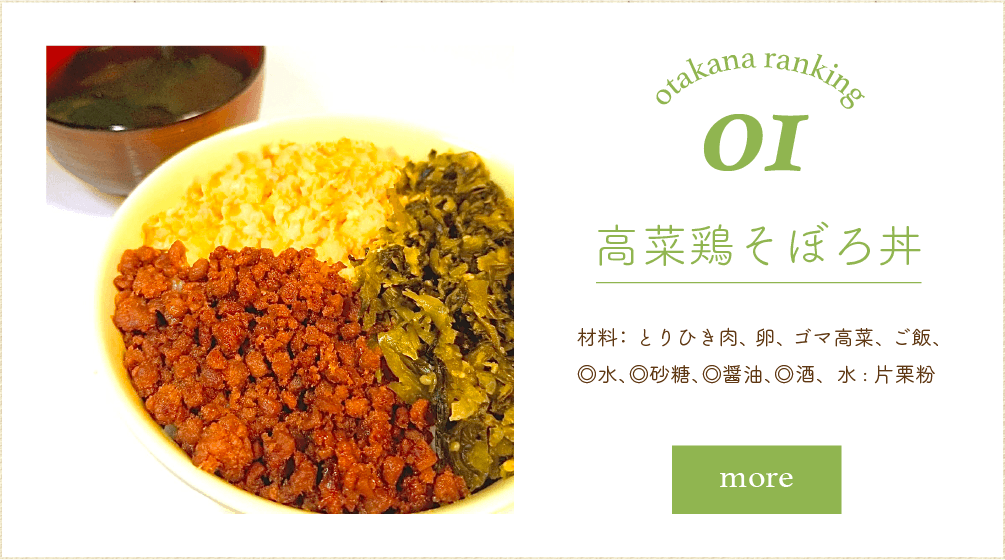 otakana ranking
01
高菜鶏そぼろ丼
材料：とりひき肉、卵、ゴマ高菜、ご飯、
◎水、◎砂糖、◎醤油、◎酒、水：片栗粉
more